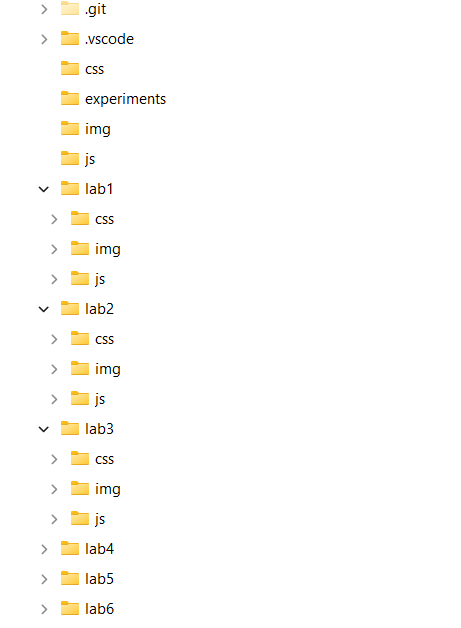 .git
.vscode
css
experiments
img
js
lab1
css
img
js
lab2
css
img
js
lab3
css
img
js
lab4
lab5
lab6